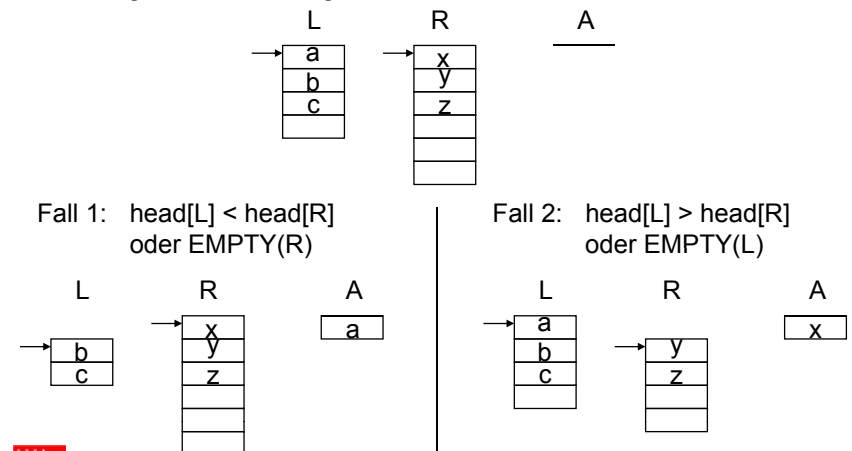 L R A
a x
b y
c z
Fall 1: head[L] < head[R]
oder EMPTY(R)
L R A
x a
b y
c z
Fall 2: head[L] > head[R]
oder EMPTY(L)
L R A
a x
b y
c z